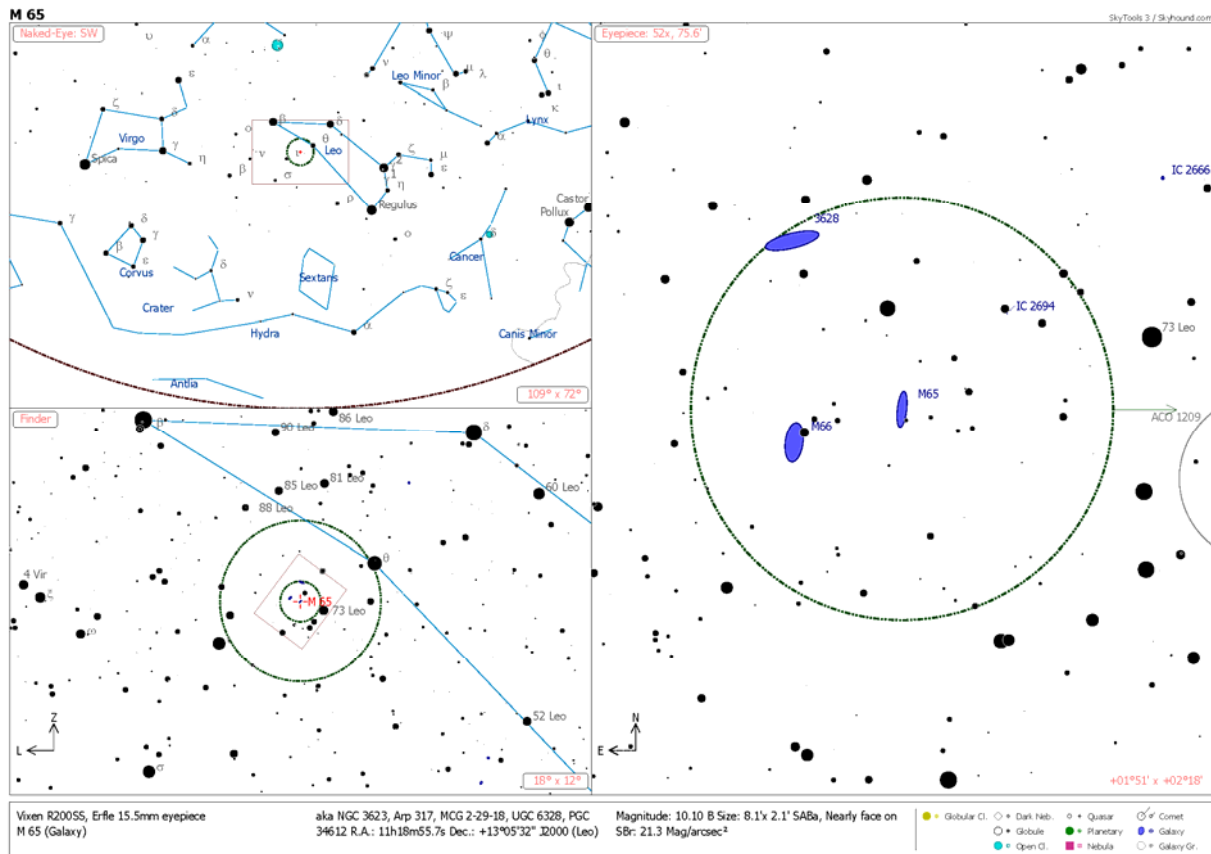 M 65
SkyTools 3 / Skyhound.com
Naked-Eye: SW
υ
α
ψ
φ
ν
μ
λ
θ
ε
Leo Minor
β
ι
κ
ζ
δ
Lynx
Virgo
ο
β
δ
α
γ
θ
Leo
ζ
Spica
η
ν
ι
2
μ
β
σ
1
ε
η
Castor
ρ
Regulus
Pollux
γ
δ
ο
δ
β
γ
Cancer
ε
Corvus
δ
Sextans
ζ
Crater
ν
ε
Hydra
α
Canis Minor
Antlia
109° x 72°
Finder
86 Leo
β
90 Leo
δ
85 Leo
81 Leo
60 Leo
88 Leo
θ
4 Vir
ξ
M 65
73 Leo
ω
52 Leo
Z
L
σ
18° x 12°
Eyepiece: 52x, 75.6'
IC 2666
3628
IC 2694
73 Leo
M65
ACO 1209
M66
N
E
+01°51' x +02°18'
Vixen R200SS, Erfle 15.5mm eyepiece
M 65 (Galaxy)
aka NGC 3623, Arp 317, MCG 2-29-18, UGC 6328, PGC
34612 R.A.: 11h18m55.7s Dec.: +13°05'32" J2000 (Leo)
Magnitude: 10.10 B Size: 8.1'x 2.1' SABa, Nearly face on
SBr: 21.3 Mag/arcsec²
Globular Cl.
Dark Neb.
Quasar
Comet
Globule
Planetary
Galaxy
Open Cl.
Nebula
Galaxy Gr.